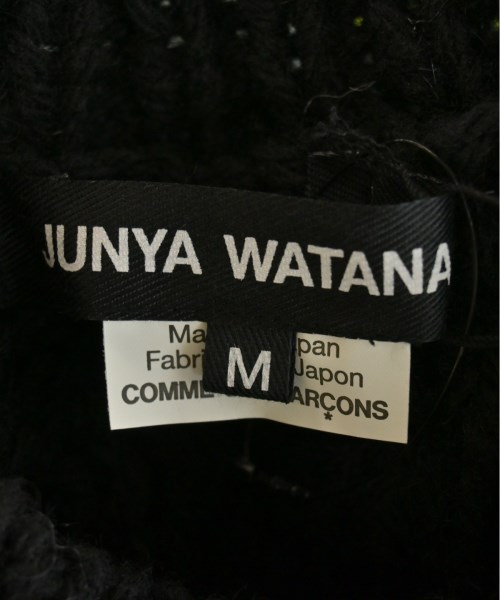 JUNYA WATANA
M
Ma pan
Fabri Japon
COMME ARÇONS
*